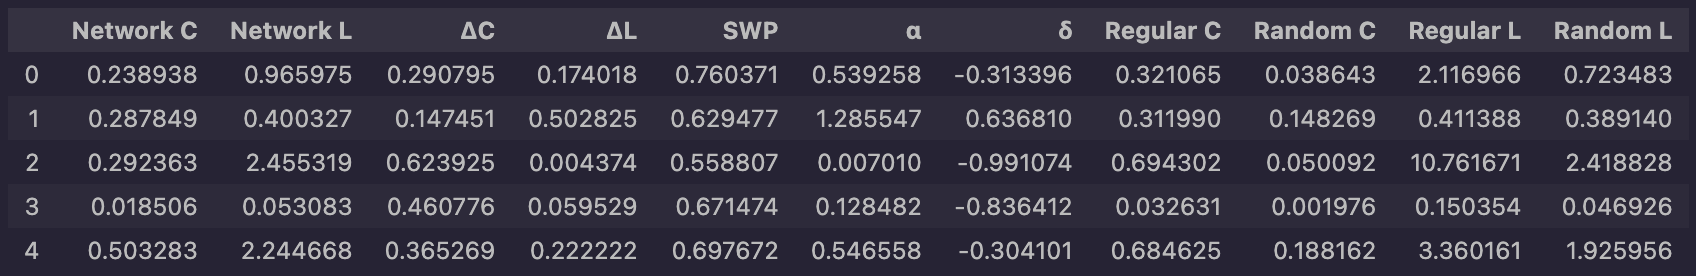 Network C Network L ΔC ΔL SWP α δ Regular C Random C Regular L Random L
0 0.238938 0.965975 0.290795 0.174018 0.760371 0.539258 -0.313396 0.321065 0.038643 2.116966 0.723483
1 0.287849 0.400327 0.147451 0.502825 0.629477 1.285547 0.636810 0.311990 0.148269 0.411388 0.389140
2 0.292363 2.455319 0.623925 0.004374 0.558807 0.007010 -0.991074 0.694302 0.050092 10.761671 2.418828
3 0.018506 0.053083 0.460776 0.059529 0.671474 0.128482 -0.836412 0.032631 0.001976 0.150354 0.046926
4 0.503283 2.244668 0.365269 0.222222 0.697672 0.546558 -0.304101 0.684625 0.188162 3.360161 1.925956